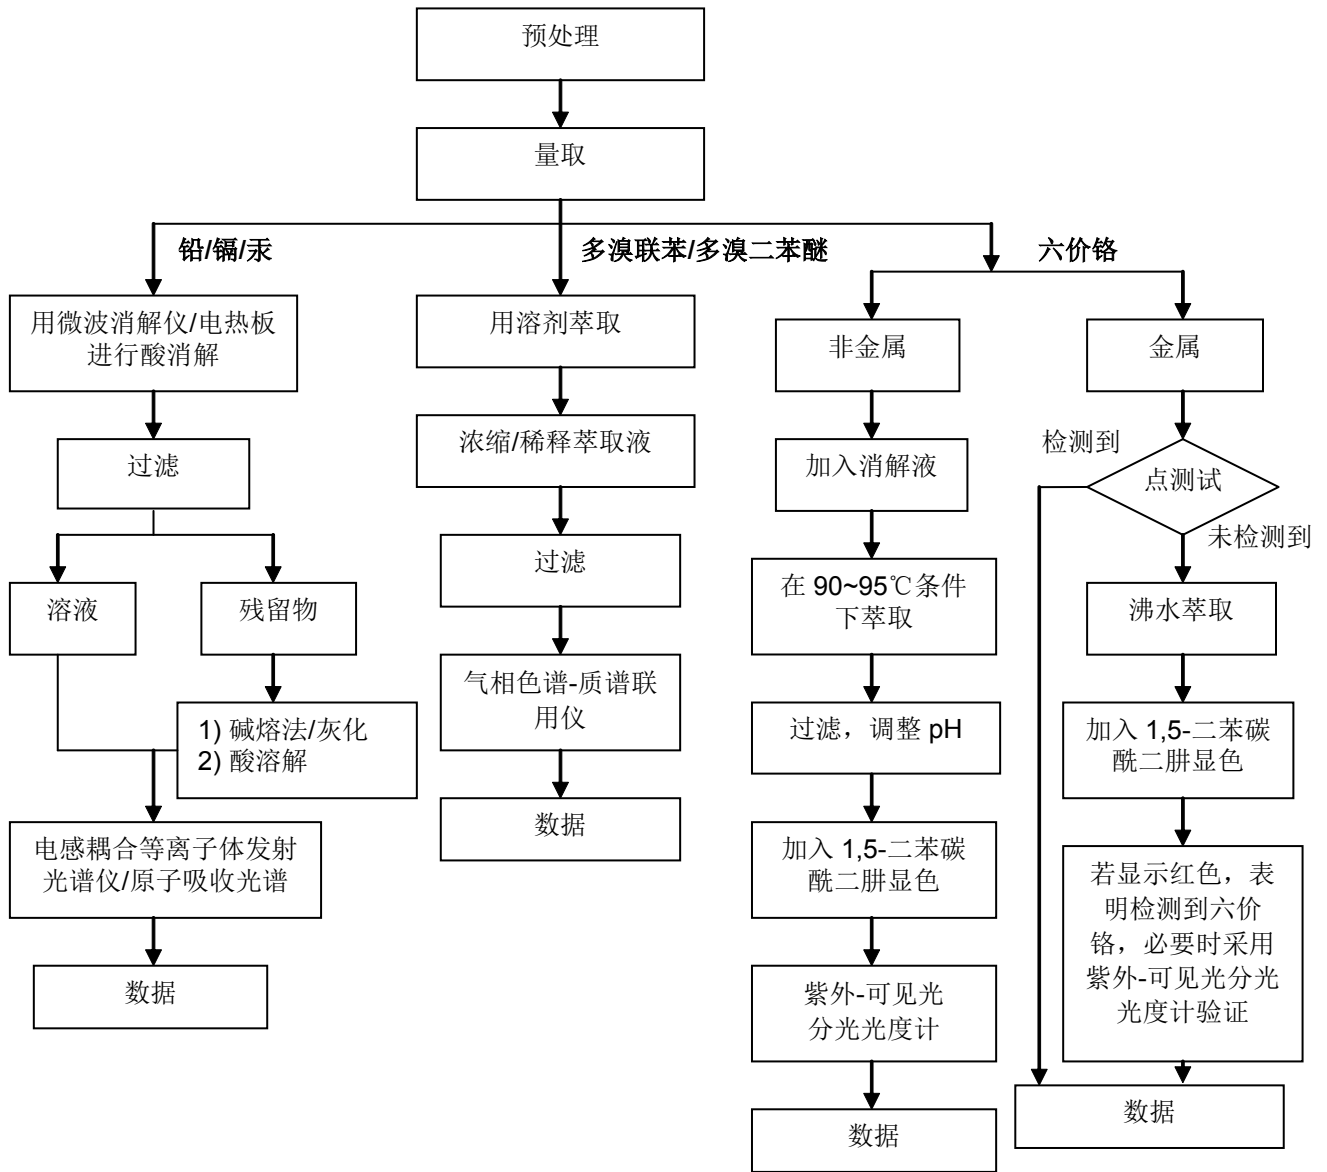 预处理
量取
铅/镉/汞
多溴联苯/多溴二苯醚
六价铬
用微波消解仪/电热板
进行酸消解
过滤
溶液
残留物
1) 碱熔法/灰化
2) 酸溶解
电感耦合等离子体发射
光谱仪/原子吸收光谱
数据
用溶剂萃取
浓缩/稀释萃取液
过滤
气相色谱-质谱联
用仪
数据
非金属
加入消解液
在 90~95℃条件
下萃取
过滤，调整 pH
加入 1,5-二苯碳
酰二肼显色
紫外-可见光
分光光度计
数据
金属
检测到
点测试
未检测到
沸水萃取
加入 1,5-二苯碳
酰二肼显色
若显示红色，表
明检测到六价
铬，必要时采用
紫外-可见光分光
光度计验证
数据